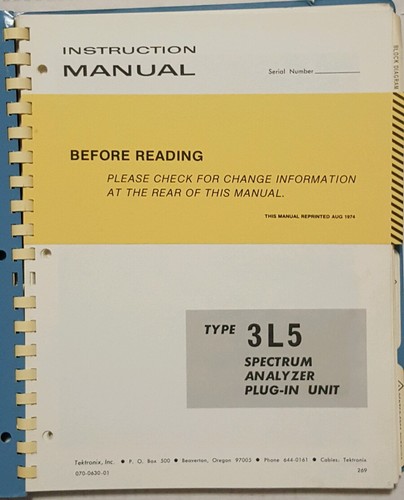 INSTRUCTION
MANUAL
Serial Number
BLOCK DIAGRAM
BEFORE READING
PLEASE CHECK FOR CHANGE INFORMATION
AT THE REAR OF THIS MANUAL.
THIS MANUAL REPRINTED AUG 1974
TYPE 3L5
SPECTRUM
ANALYZER
PLUG-IN UNIT
Tektronix, Inc. ● P. O. Box 500 ● Beaverton, Oregon 97005 ● Phone 644-0161 ● Cables: Tektronix
070-0630-01 269